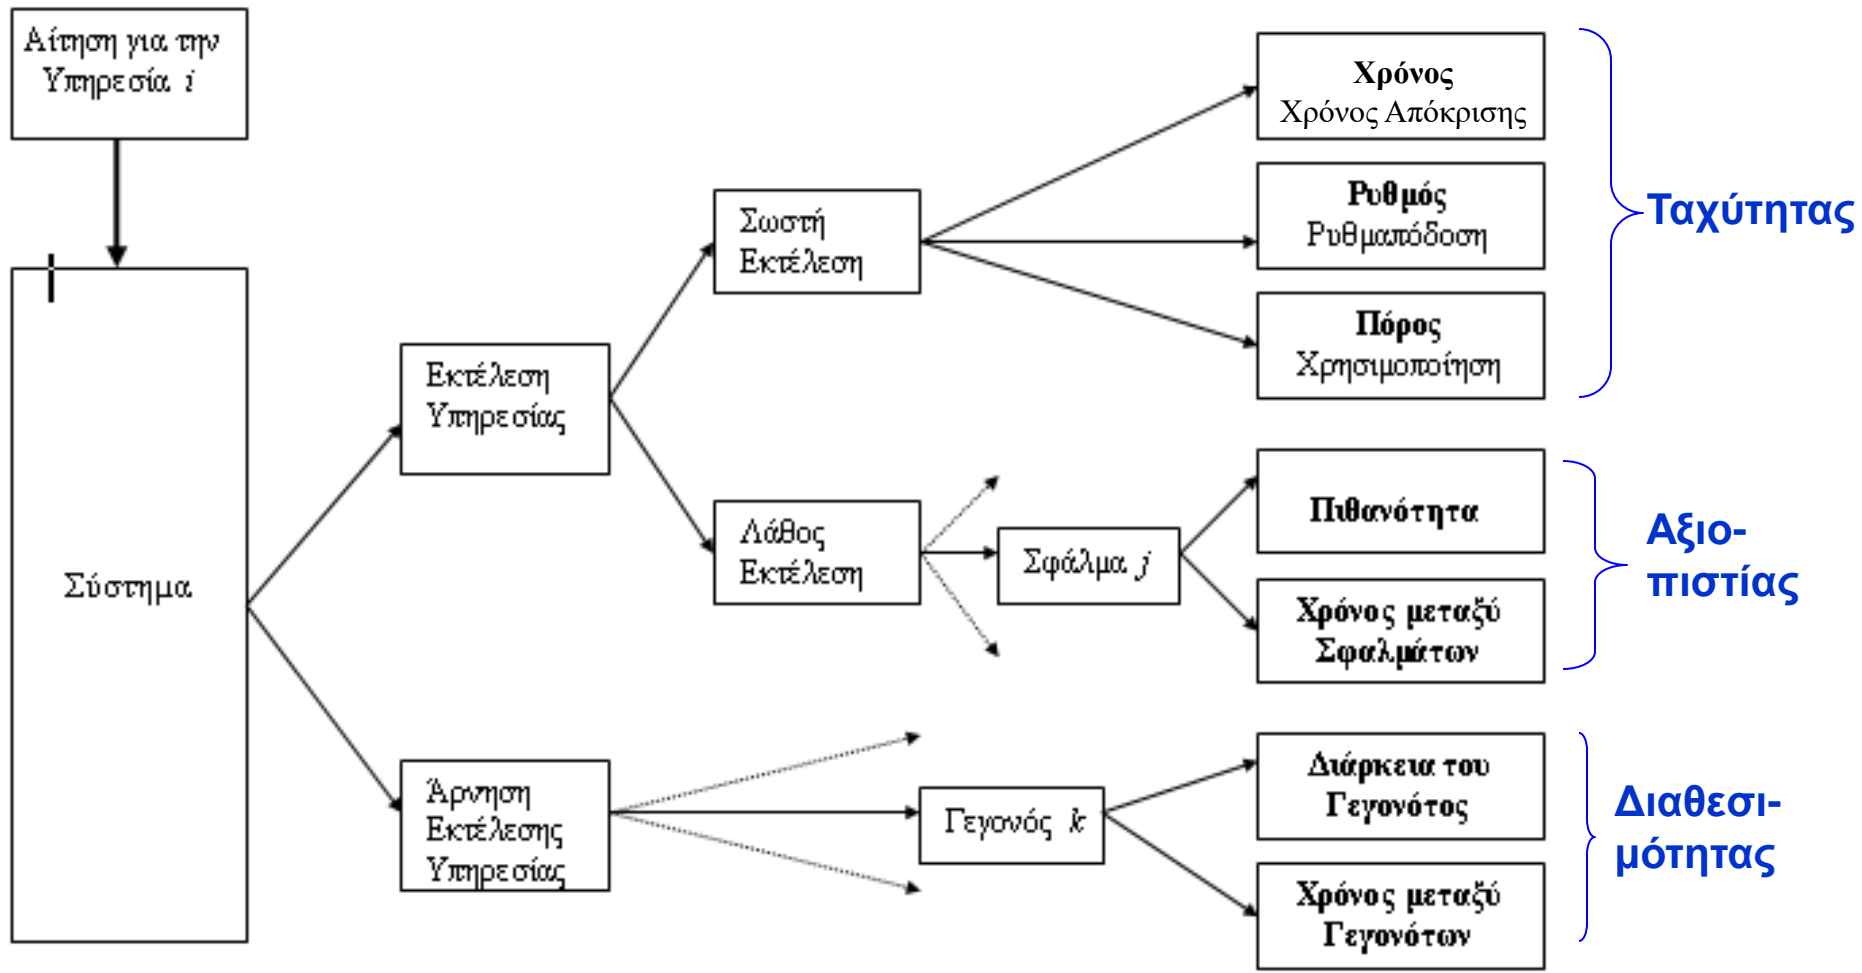 Αίτηση για την
Υπηρεσία i
Σύστημα
Εκτέλεση
Υπηρεσίας
Άρνηση
Εκτέλεσης
Υπηρεσίας
Σωστή
Εκτέλεση
Λάθος
Εκτέλεση
Σφάλμα j
Γεγονός k
Χρόνος
Χρόνος Απόκρισης
Ρυθμός
Ρυθμαπόδοση
Πόρος
Χρησιμοποίηση
Πιθανότητα
Χρόνος μεταξύ
Σφαλμάτων
Διάρκεια του
Γεγονότος
Χρόνος μεταξύ
Γεγονότων
Ταχύτητας
Αξιο-
πιστίας
Διαθεσι-
μότητας